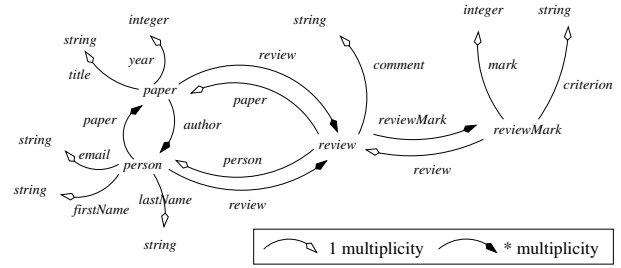 integer string
integer
string string
review
title year comment mark criterion
paper paper
paper author reviewMark
string review reviewMark
email person
person review
string
firstName lastName review
string
1 multiplicity * multiplicity